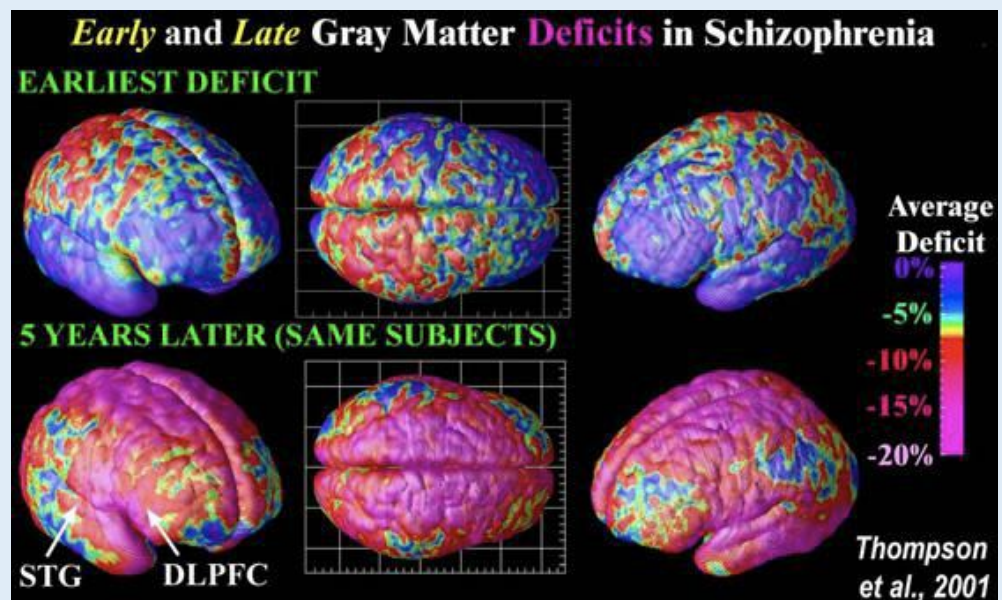 Early and Late Gray Matter Deficits in Schizophrenia
EARLIEST DEFICIT
Average
Deficit
0%
-5%
-10%
-15%
-20%
5 YEARS LATER (SAME SUBJECTS)
STG
DLPFC
Thompson
et al., 2001